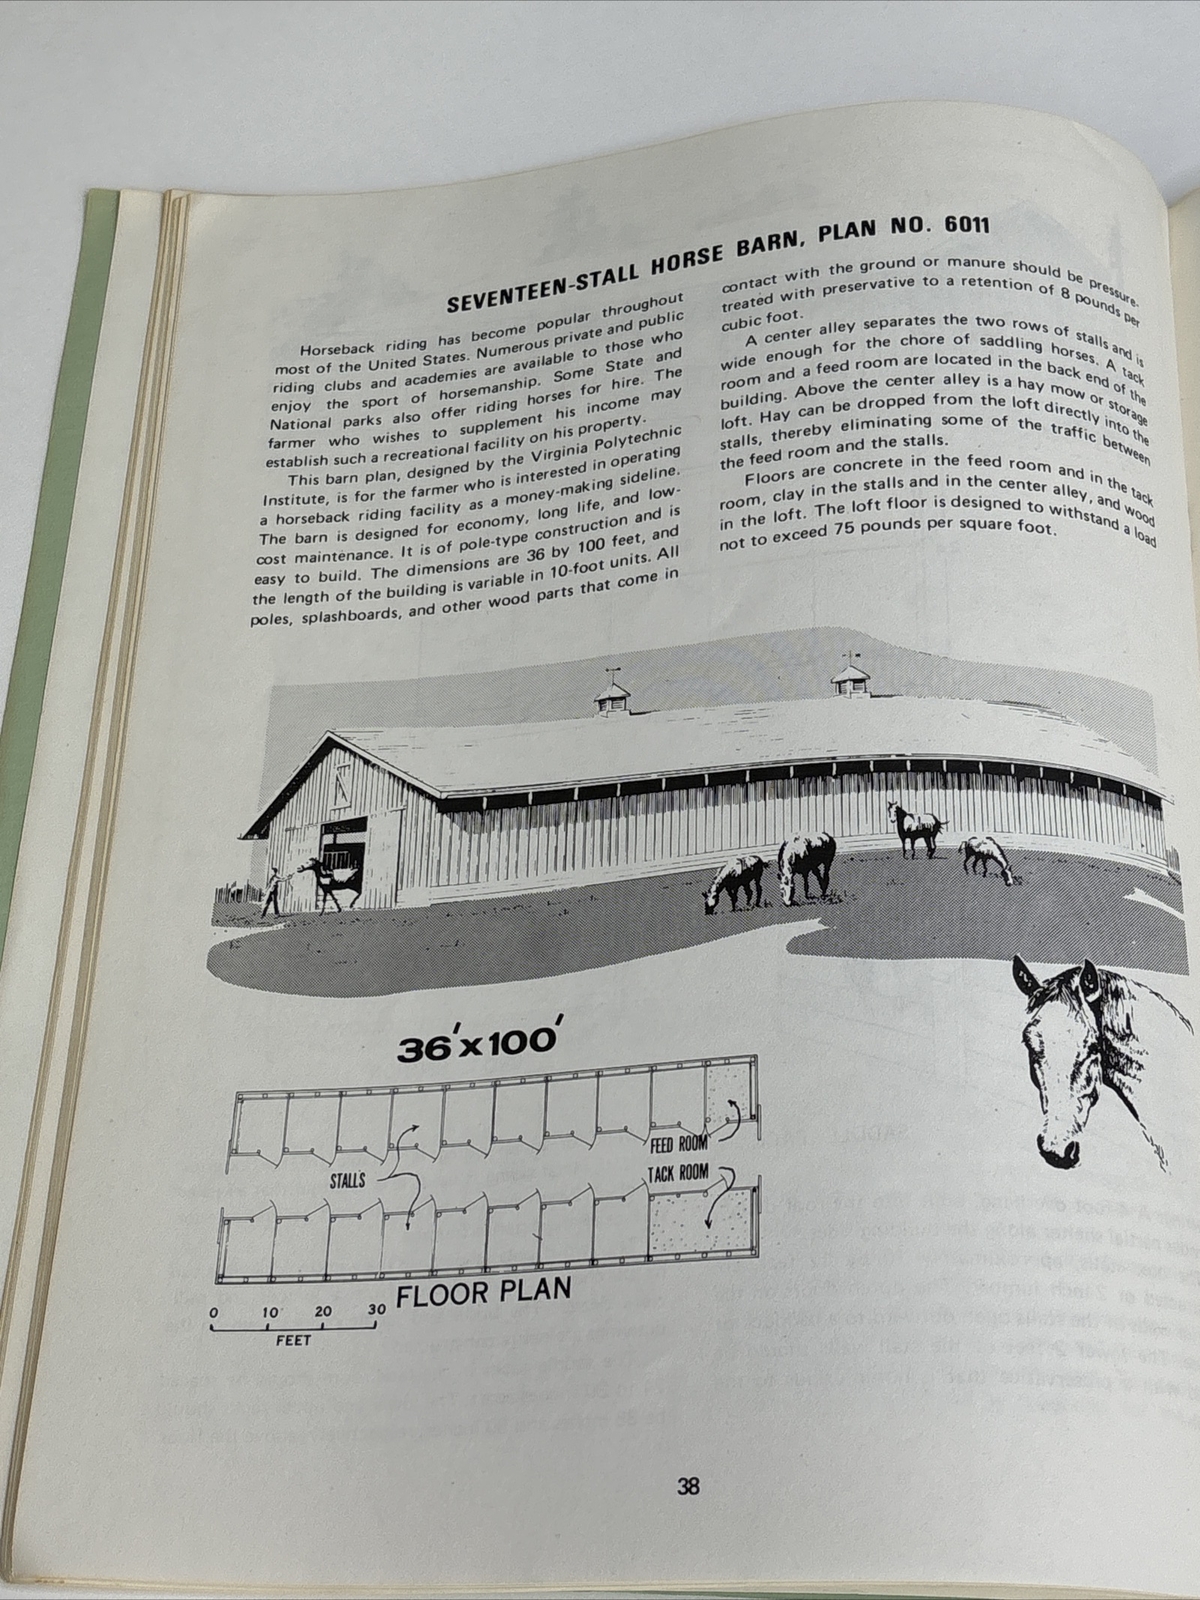 SEVENTEEN-STALL HORSE BARN, PLAN NO. 6011
Horseback riding has become popular throughout
most of the United States. Numerous private and public
riding clubs and academies are available to those who
enjoy the sport of horsemanship. Some State and
National parks also offer riding horses for hire. The
farmer who wishes to supplement his income may
establish such a recreational facility on his property.
This barn plan, designed by the Virginia Polytechnic
Institute, is for the farmer who is interested in operating
a horseback riding facility as a money-making sideline.
The barn is designed for economy, long life, and low-
cost maintenance. It is of pole-type construction and is
easy to build. The dimensions are 36 by 100 feet, and
the length of the building is variable in 10-foot units. All
poles, splashboards, and other wood parts that come in
contact with the ground or manure should be pressure-
treated with preservative to a retention of 8 pounds per
cubic foot.
A center alley separates the two rows of stalls and is
wide enough for the chore of saddling horses. A tack
room and a feed room are located in the back end of the
building. Above the center alley is a hay mow or storage
loft. Hay can be dropped from the loft directly into the
stalls, thereby eliminating some of the traffic between
the feed room and the stalls.
Floors are concrete in the feed room and in the tack
room, clay in the stalls and in the center alley, and wood
in the loft. The loft floor is designed to withstand a load
not to exceed 75 pounds per square foot.
36'x100'
FEED ROOM
STALLS
TACK ROOM
FLOOR PLAN
0 10 20 30
FEET
38